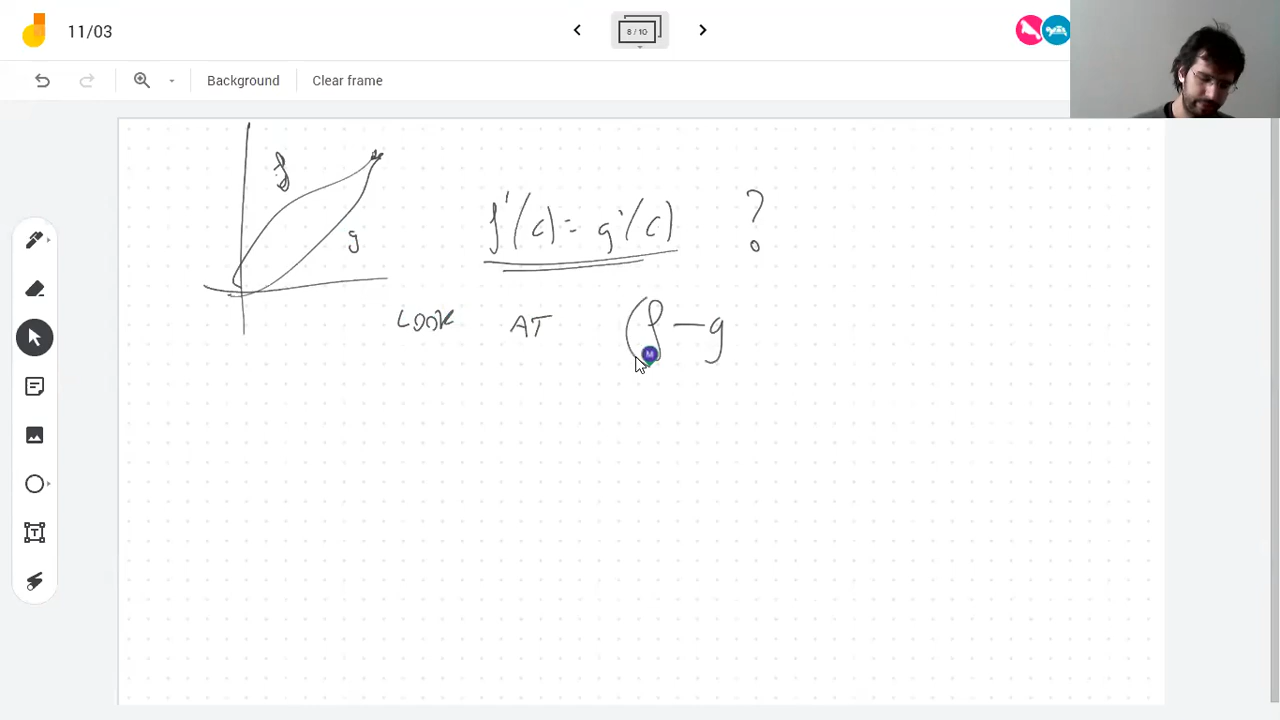 11/03
8 / 10
Background
Clear frame
f
g
f'(c) = g'(c) ?
LOOK AT (f - g
M
T